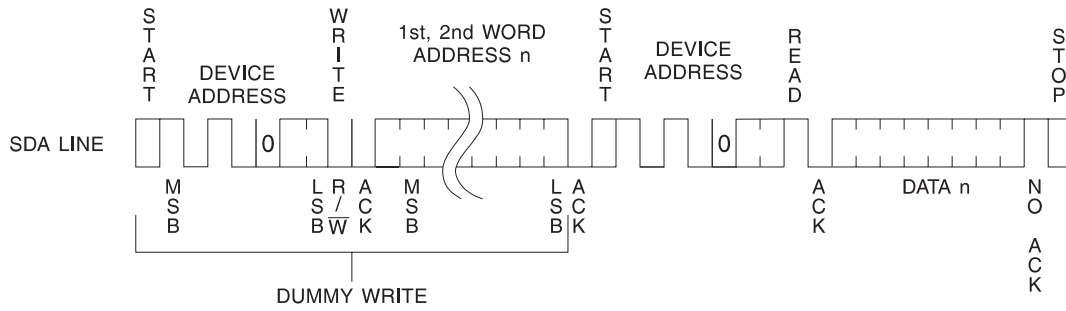 START
WRITE
1st, 2nd WORD
ADDRESS n
START
DEVICE
ADDRESS
READ
STOP
DEVICE
ADDRESS
SDA LINE
0
0
MSB
LSB
R/W
ACK
MSB
LSB
ACK
ACK
DATA n
NO ACK
DUMMY WRITE